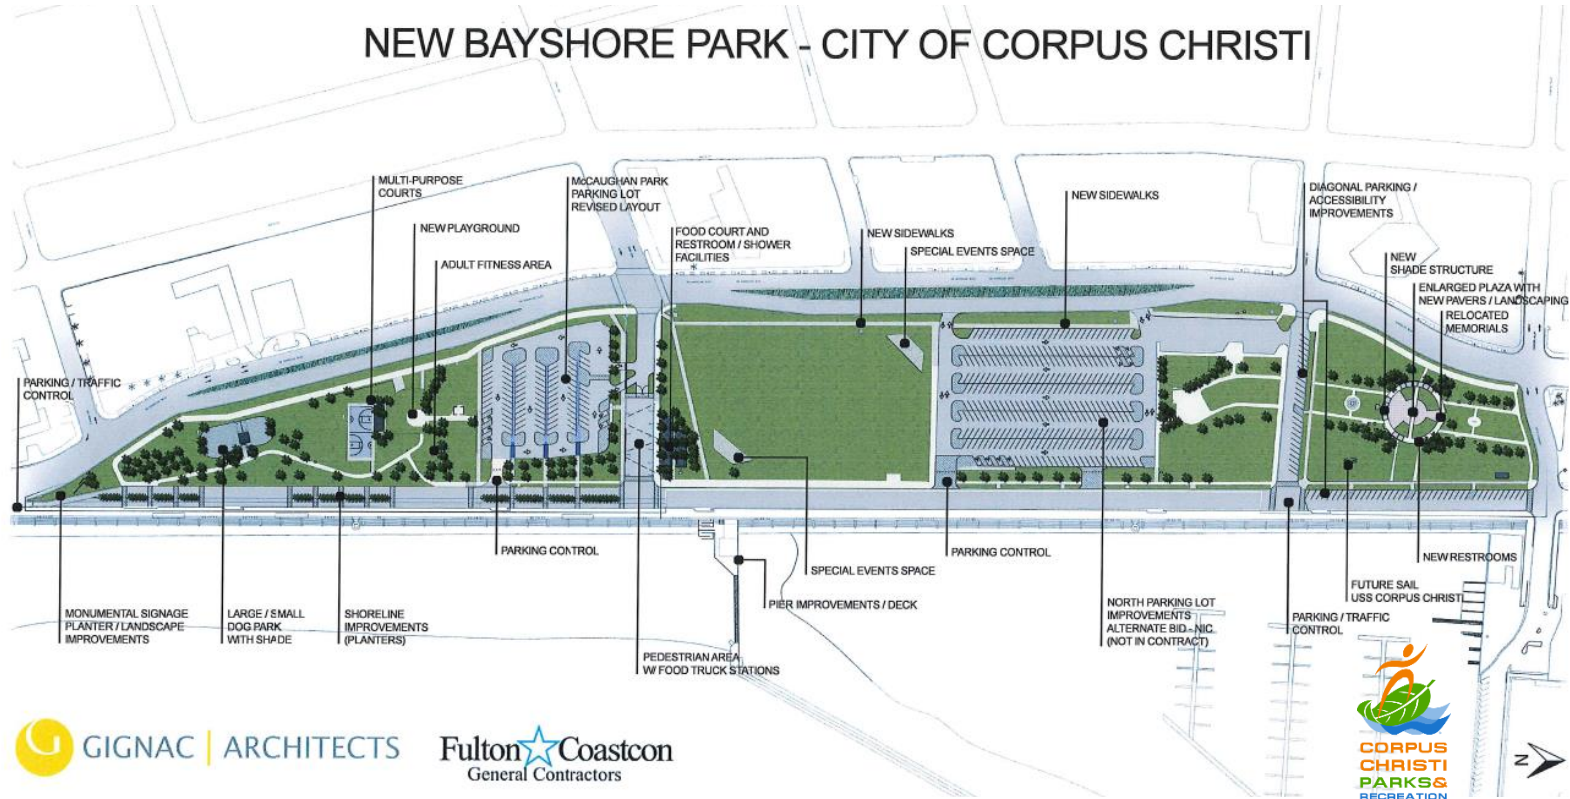 NEW BAYSHORE PARK - CITY OF CORPUS CHRISTI
MULTI-PURPOSE
COURTS
NEW PLAYGROUND
ADULT FITNESS AREA
McCAUGHAN PARK
PARKING LOT
REVISED LAYOUT
FOOD COURT AND
RESTROOM / SHOWER
FACILITIES
NEW SIDEWALKS
SPECIAL EVENTS SPACE
NEW SIDEWALKS
DIAGONAL PARKING /
ACCESSIBILITY
IMPROVEMENTS
NEW
SHADE STRUCTURE
ENLARGED PLAZA WITH
NEW PAVERS / LANDSCAPING
RELOCATED
MEMORIALS
PARKING / TRAFFIC
CONTROL
MONUMENTAL SIGNAGE
PLANTER / LANDSCAPE
IMPROVEMENTS
LARGE / SMALL
DOG PARK
WITH SHADE
SHORELINE
IMPROVEMENTS
(PLANTERS)
PARKING CONTROL
PEDESTRIAN AREA
W/ FOOD TRUCK STATIONS
PIER IMPROVEMENTS / DECK
SPECIAL EVENTS SPACE
PARKING CONTROL
NORTH PARKING LOT
IMPROVEMENTS
ALTERNATE BID - NIC
(NOT IN CONTRACT)
PARKING / TRAFFIC
CONTROL
FUTURE SAIL
USS CORPUS CHRISTI
NEW RESTROOMS
GIGNAC | ARCHITECTS
Fulton Coastcon
General Contractors
CORPUS
CHRISTI
PARKS&
RECREATION
N